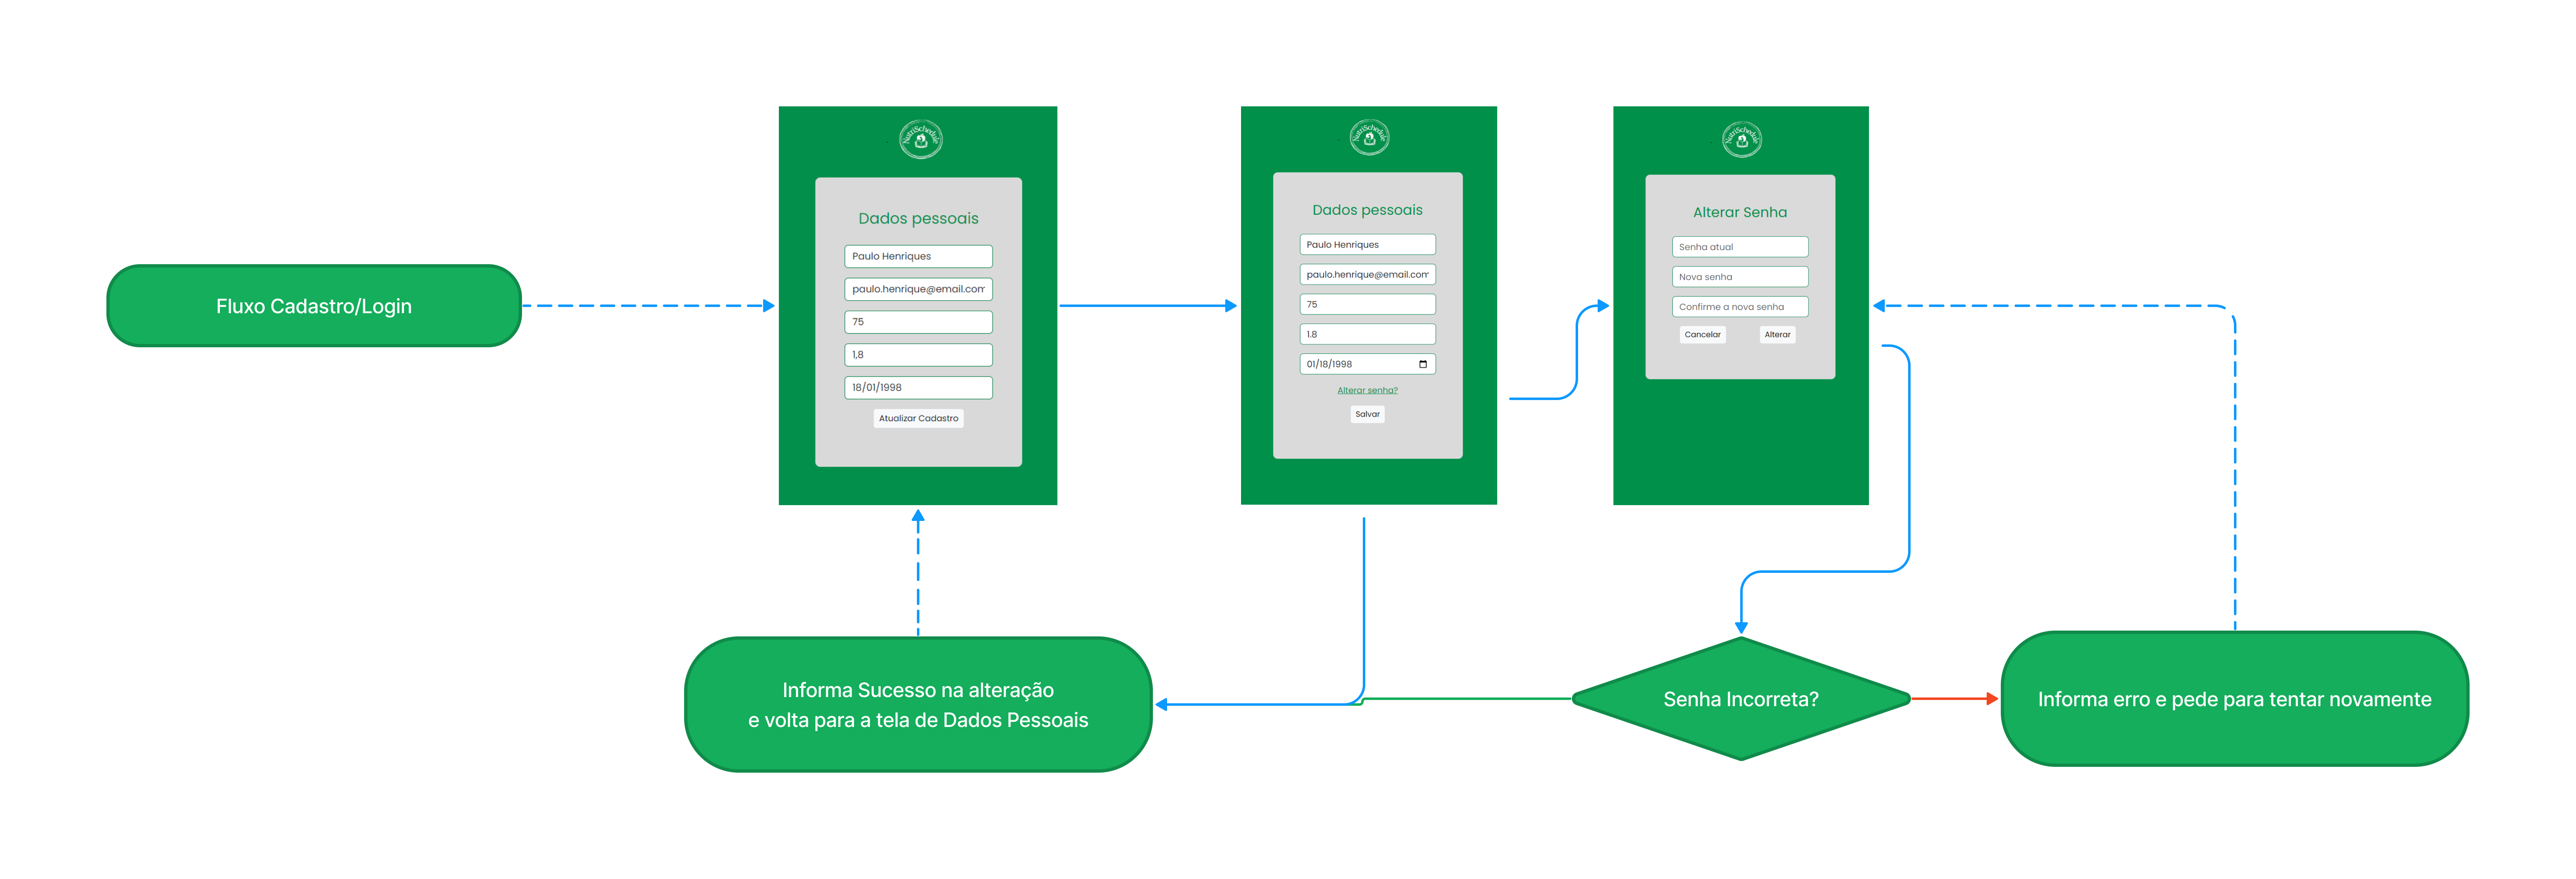 Fluxo Cadastro/Login
NutriSchedule
Dados pessoais
Paulo Henriques
paulo.henrique@email.com
75
1,8
18/01/1998
Atualizar Cadastro
NutriSchedule
Dados pessoais
Paulo Henriques
paulo.henrique@email.com
75
1.8
01/18/1998
Alterar senha?
Salvar
NutriSchedule
Alterar Senha
Senha atual
Nova senha
Confirme a nova senha
Cancelar Alterar
Informa Sucesso na alteração
e volta para a tela de Dados Pessoais
Senha Incorreta?
Informa erro e pede para tentar novamente